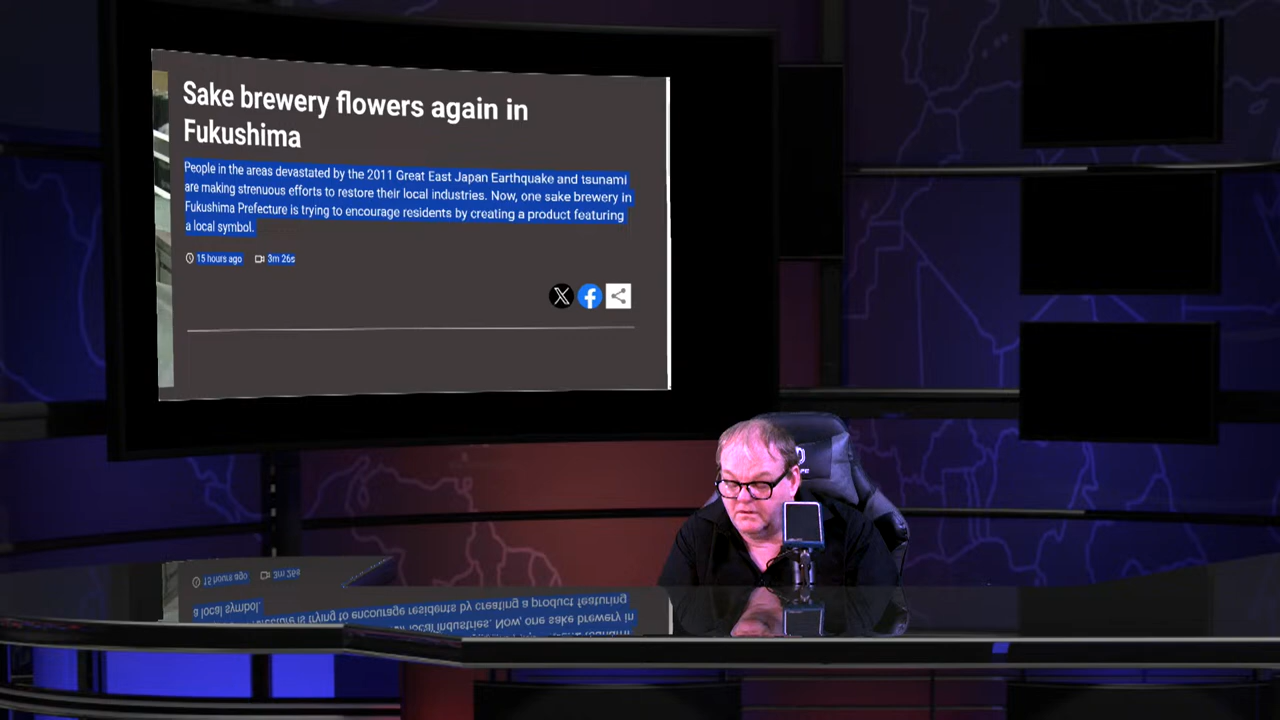 Sake brewery flowers again in
Fukushima
People in the areas devastated by the 2011 Great East Japan Earthquake and tsunami
are making strenuous efforts to restore their local industries. Now, one sake brewery in
Fukushima Prefecture is trying to encourage residents by creating a product featuring
a local symbol.
15 hours ago 3m 26s